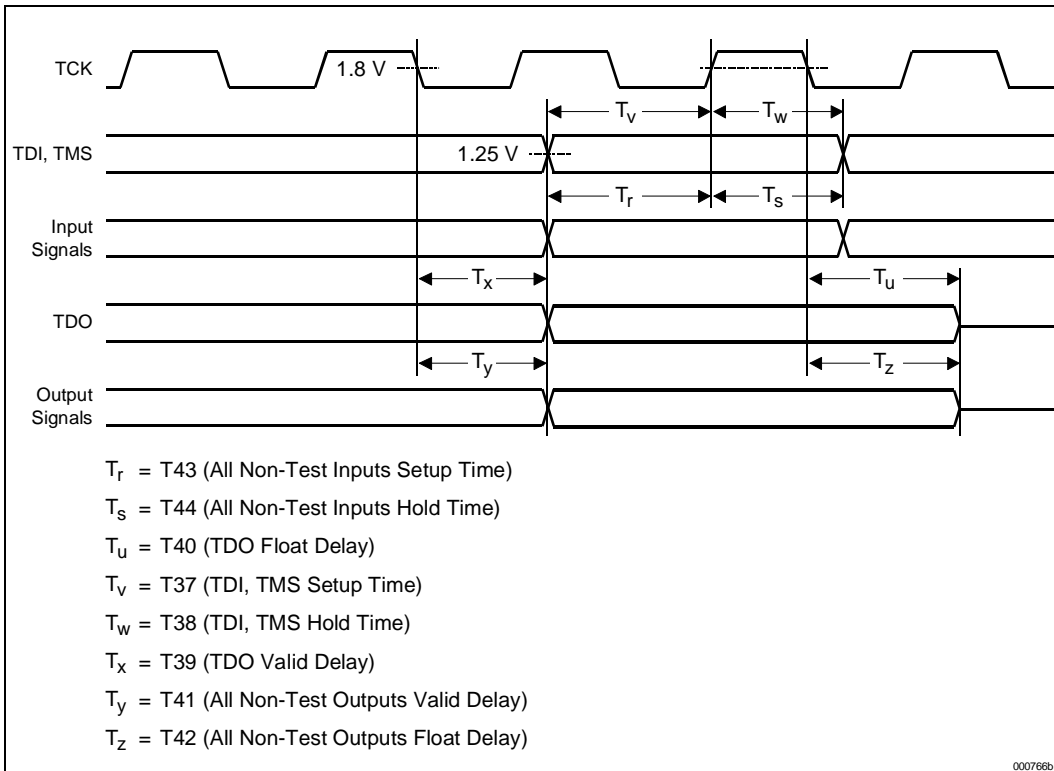 TCK
1.8 V
Tv
Tw
TDI, TMS
1.25 V
Tr
Ts
Input
Signals
Tx
Tu
TDO
Ty
Tz
Output
Signals
Tr = T43 (All Non-Test Inputs Setup Time)
Ts = T44 (All Non-Test Inputs Hold Time)
Tu = T40 (TDO Float Delay)
Tv = T37 (TDI, TMS Setup Time)
Tw = T38 (TDI, TMS Hold Time)
Tx = T39 (TDO Valid Delay)
Ty = T41 (All Non-Test Outputs Valid Delay)
Tz = T42 (All Non-Test Outputs Float Delay)
000766b